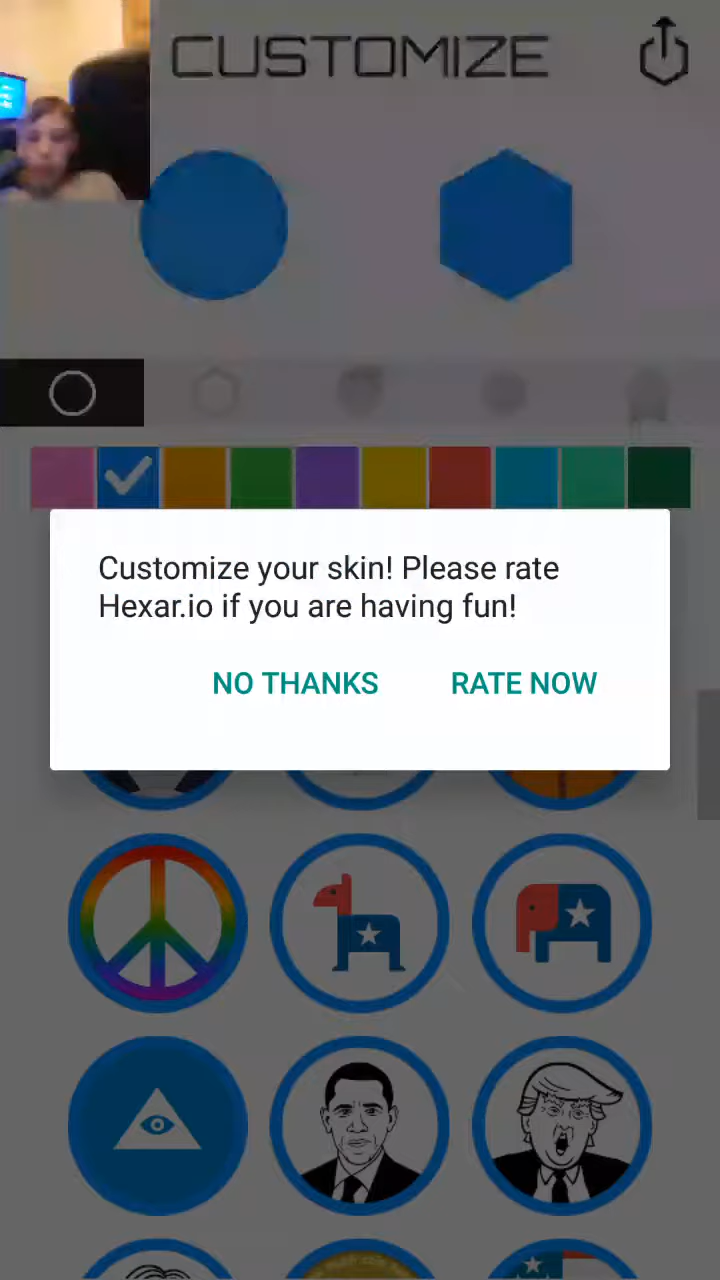 CUSTOMIZE
Customize your skin! Please rate
Hexar.io if you are having fun!
NO THANKS
RATE NOW